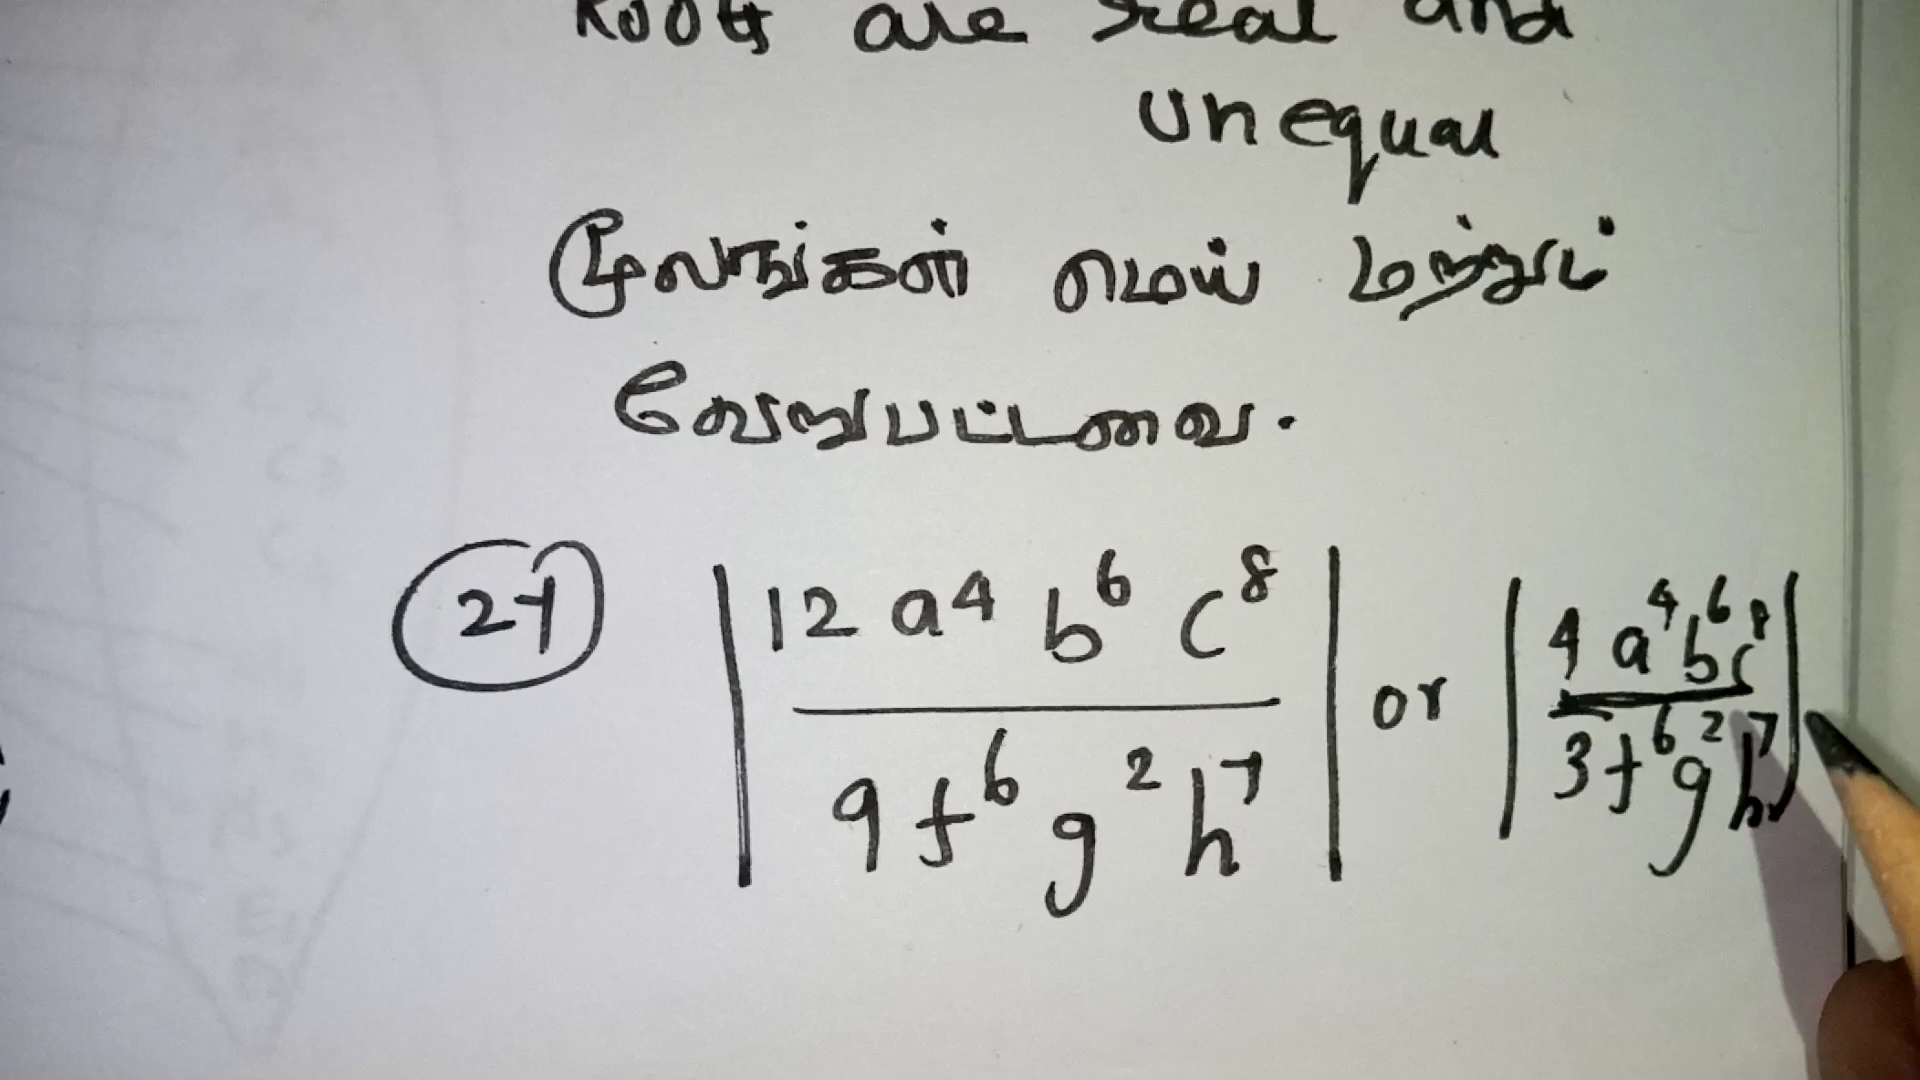 Roots are real and
unequal
மூலங்கள் மெய் மற்றும்
வேறுபட்டவை.
27 | 12 a⁴ b⁶ c⁸ / 9 f⁶ g² h⁷ | or | 4 a⁴ b⁶ c⁸ / 3 f⁶ g² h⁷ |